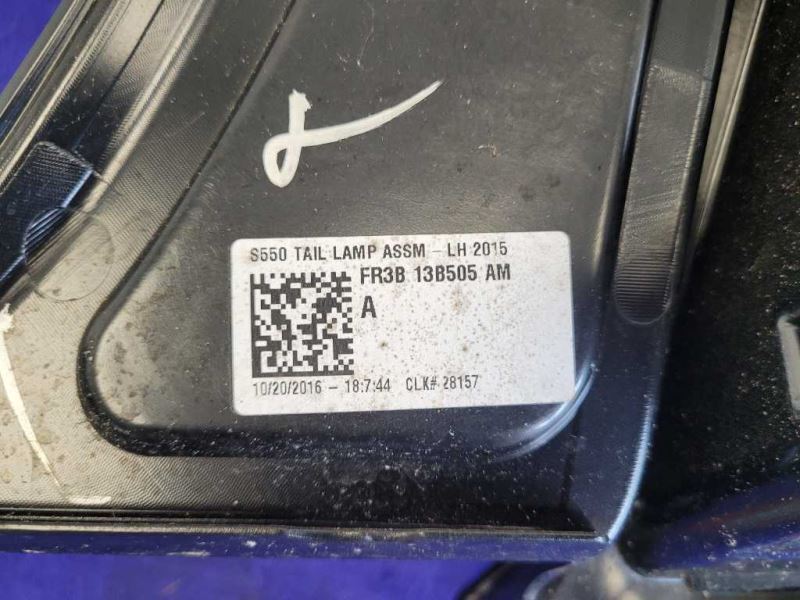 S550 TAIL LAMP ASSM - LH 2015
FR3B 13B505 AM
A
10/20/2016 - 18:7:44 CLK# 28157